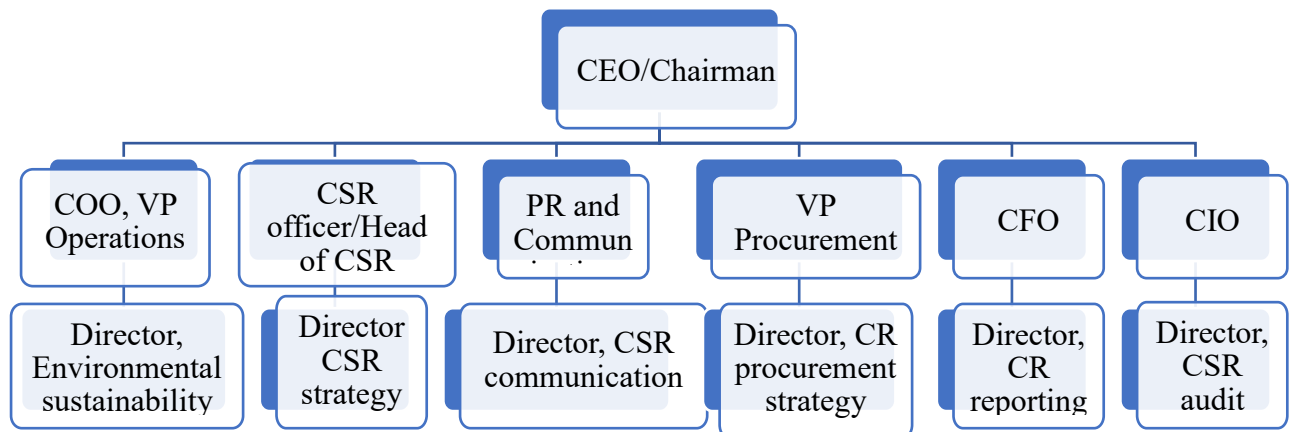 CEO/Chairman
COO, VP
Operations
CSR
officer/Head
of CSR
PR and
Commun
VP
Procurement
CFO
CIO
Director,
Environmental
sustainability
Director
CSR
strategy
Director, CSR
communication
Director, CR
procurement
strategy
Director,
CR
reporting
Director,
CSR
audit